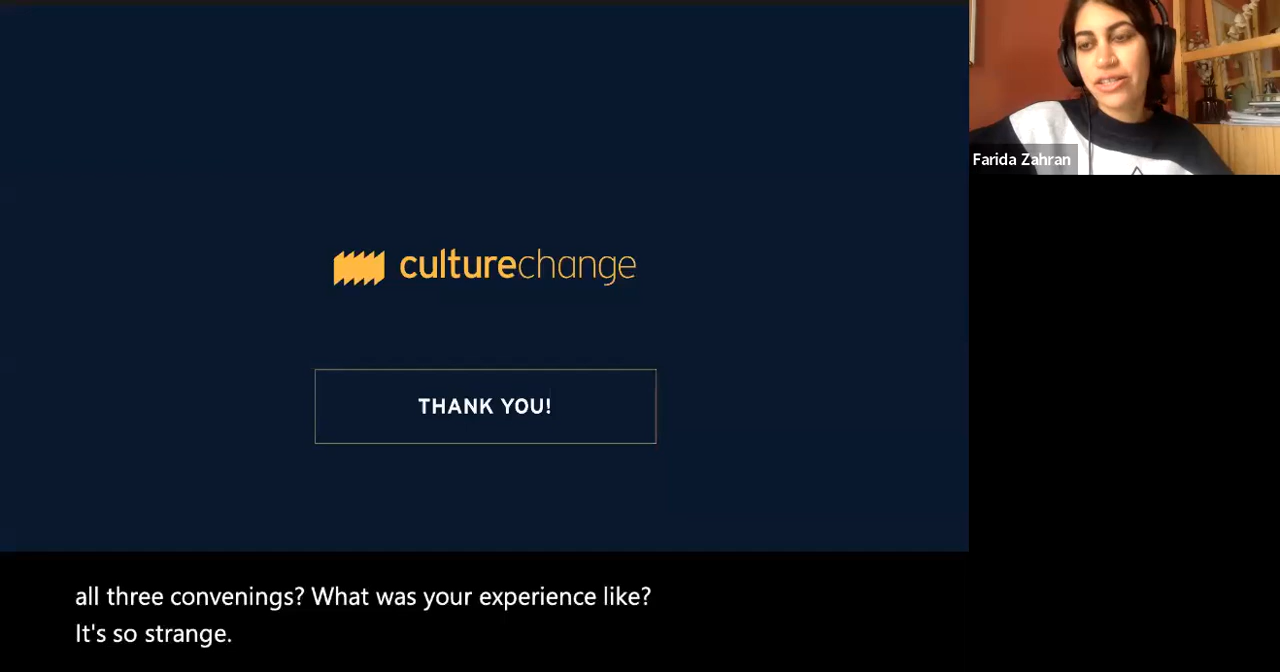 culturechange
THANK YOU!
Farida Zahran
all three convenings? What was your experience like?
It's so strange.